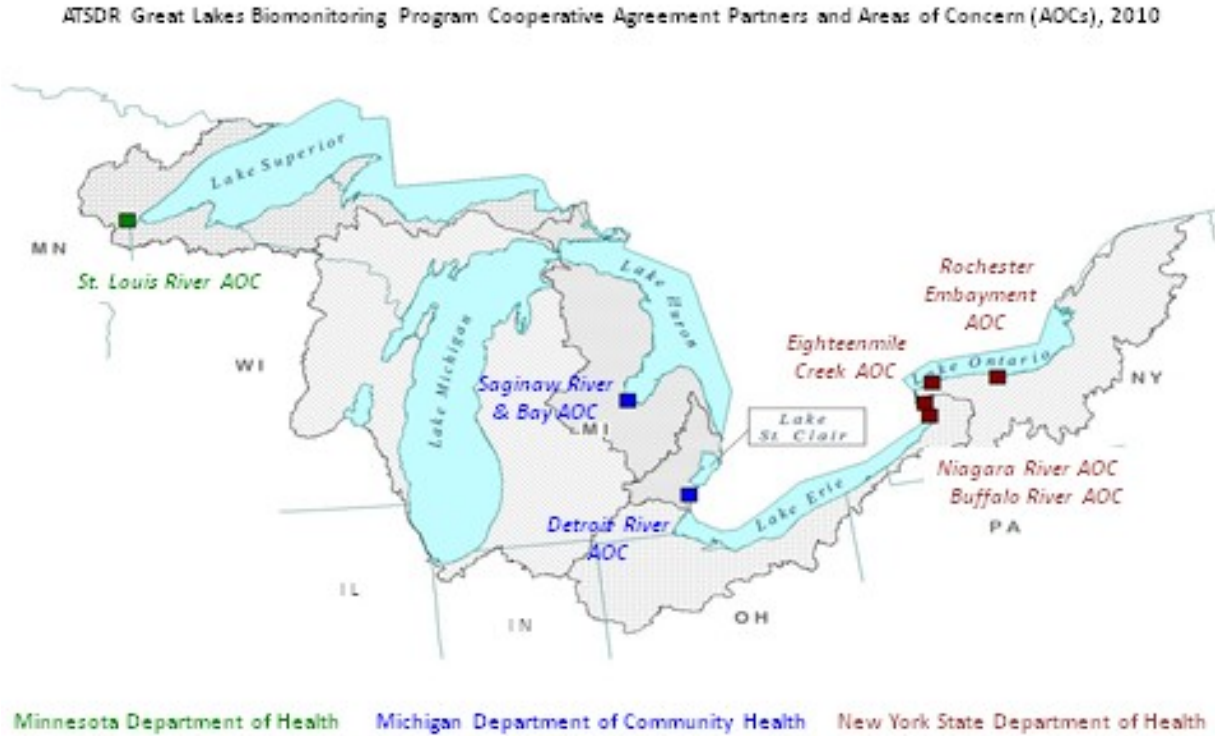 ATSDR Great Lakes Biomonitoring Program Cooperative Agreement Partners and Areas of Concern (AOCs), 2010
Lake Superior
MN
St. Louis River AOC
Lake Huron
Rochester
Embayment
AOC
Eighteenmile
Creek AOC
Lake Ontario
WI
Lake Michigan
NY
Saginaw River
& Bay AOC
MI
Lake
St. Clair
Niagara River AOC
Buffalo River AOC
Lake Erie
Detroit River
AOC
PA
IL
IN
OH
Minnesota Department of Health
Michigan Department of Community Health
New York State Department of Health